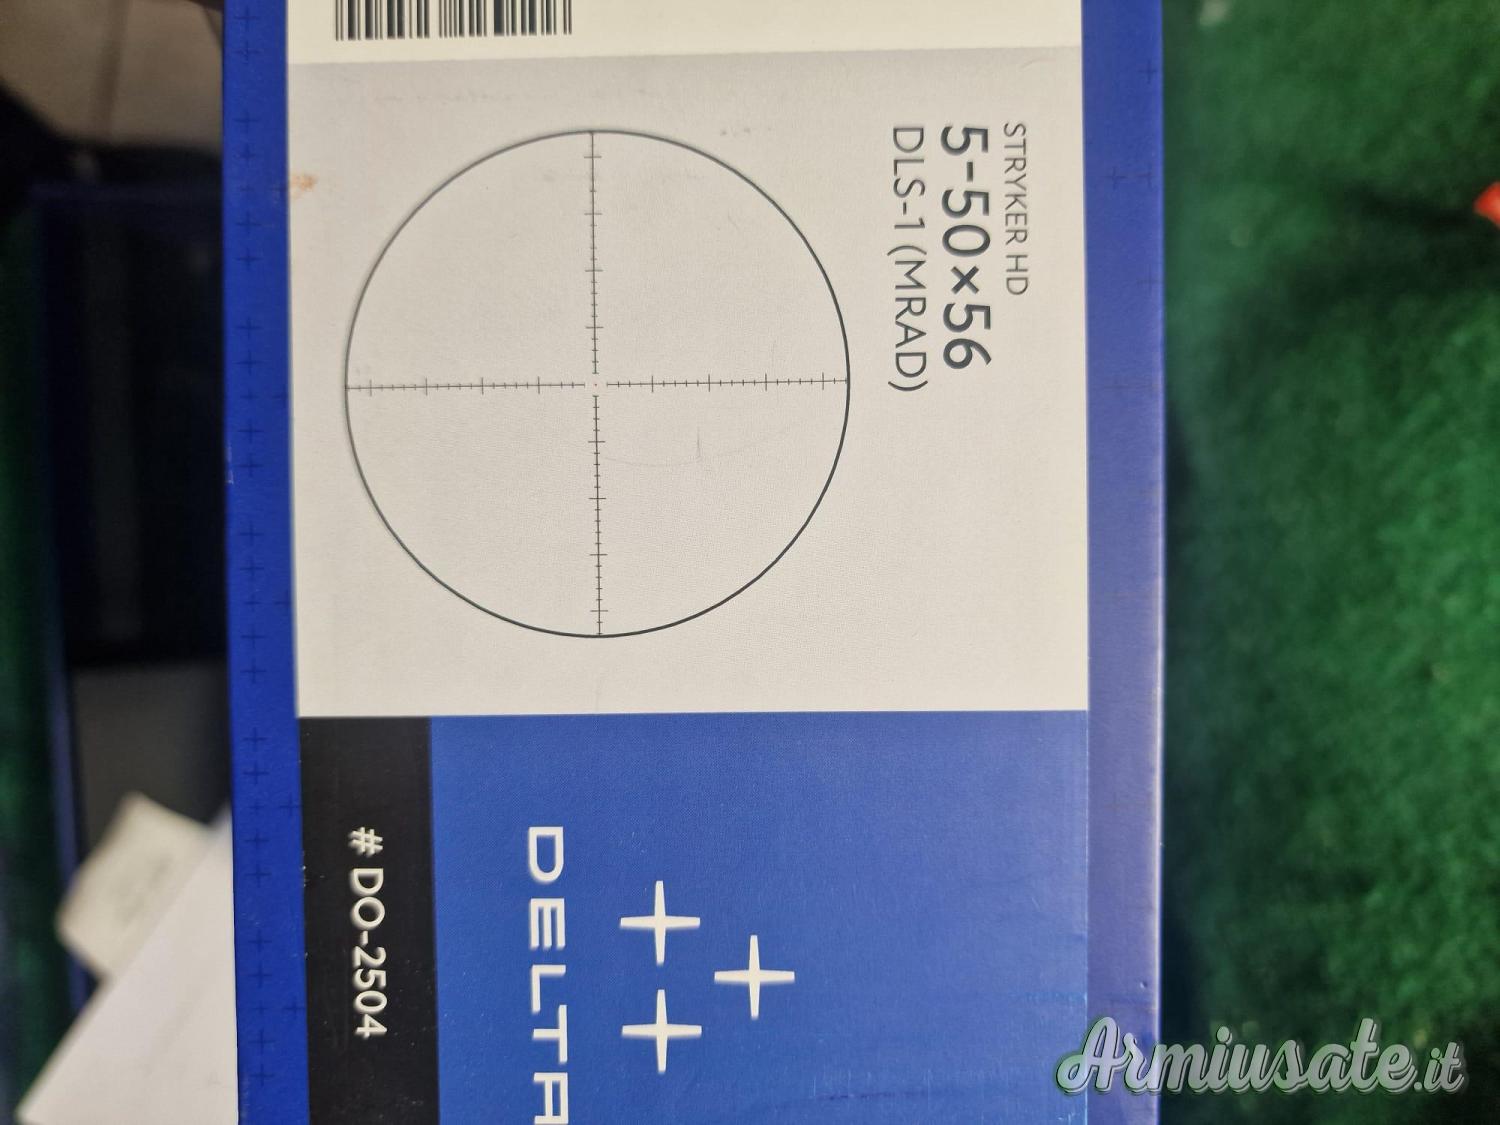 STRYKER HD
5-50×56
DLS-1 (MRAD)
DELTA
# DO-2504
Armiusate.it